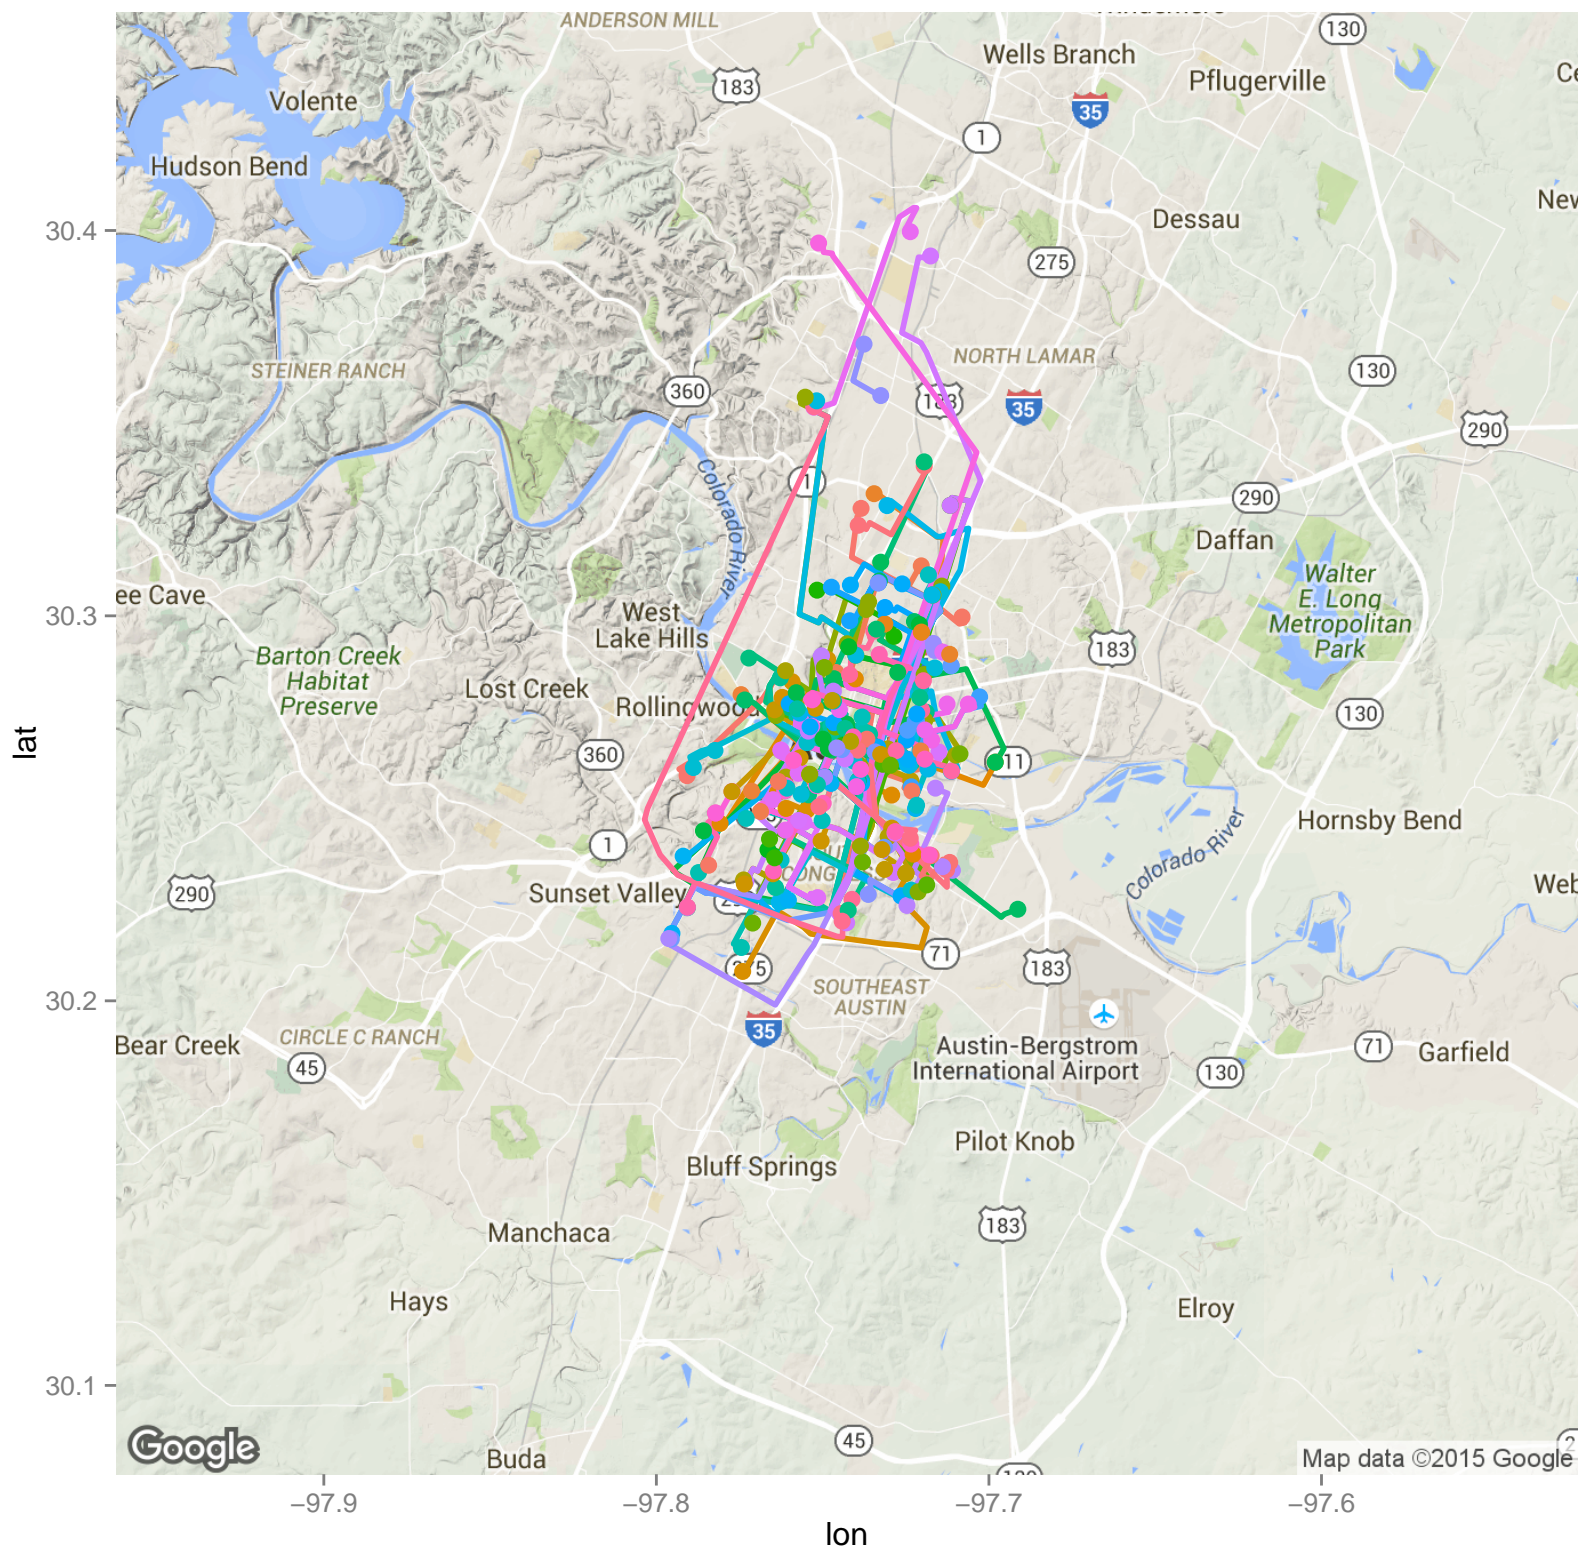 ANDERSON MILL
130
Wells Branch
Pflugerville
183
35
Volente
1
Hudson Bend
Dessau
275
30.4
STEINER RANCH
NORTH LAMAR
360
183
35
130
290
Colorado River
1
290
Daffan
ee Cave
30.3
West
Lake Hills
Walter
E. Long
Metropolitan
Park
183
Barton Creek
Habitat
Preserve
Lost Creek
Rollingwood
130
lat
360
11
Hornsby Bend
1
Colorado River
290
Sunset Valley
71
183
275
SOUTHEAST
AUSTIN
30.2
35
Bear Creek
CIRCLE C RANCH
45
Austin-Bergstrom
International Airport
71
Garfield
130
Pilot Knob
Bluff Springs
183
Manchaca
Hays
Elroy
30.1
Google
Buda
45
Map data ©2015 Google
−97.9
−97.8
−97.7
−97.6
lon